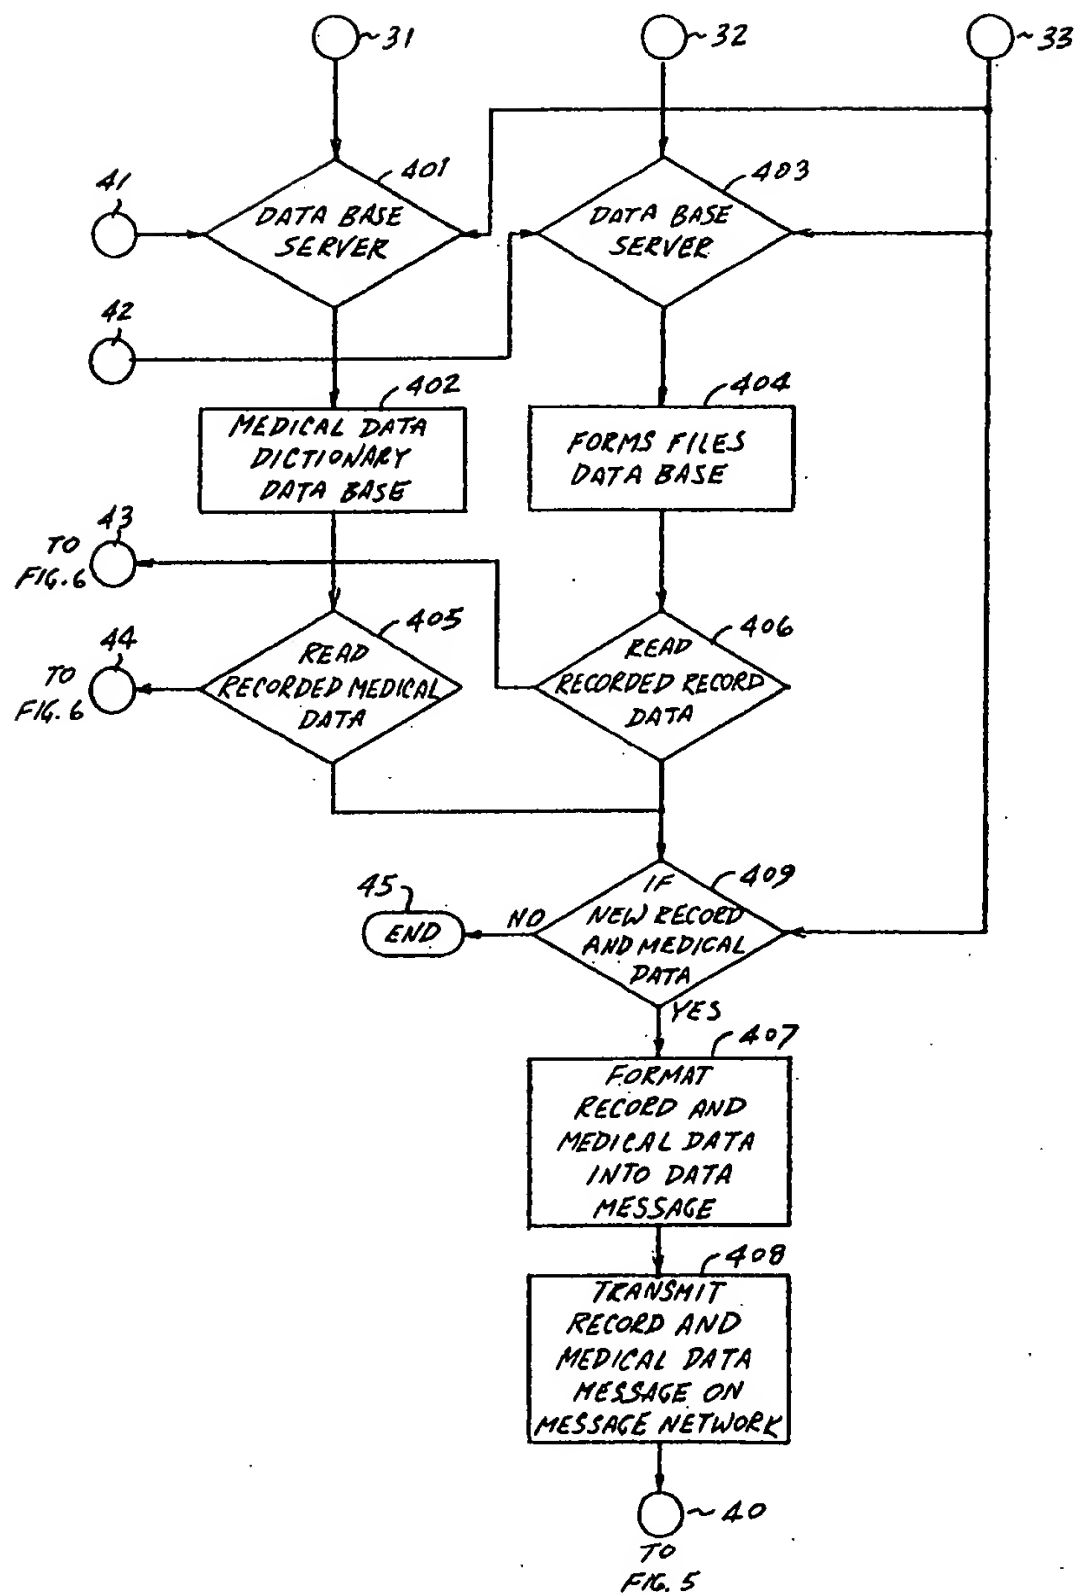 31
32
33
401
403
41
DATA BASE
SERVER
DATA BASE
SERVER
42
402
404
MEDICAL DATA
DICTIONARY
DATA BASE
FORMS FILES
DATA BASE
43
TO
FIG. 6
405
406
44
TO
FIG. 6
READ
RECORDED MEDICAL
DATA
READ
RECORDED RECORD
DATA
409
45
END
NO
IF
NEW RECORD
AND MEDICAL
DATA
YES
407
FORMAT
RECORD AND
MEDICAL DATA
INTO DATA
MESSAGE
408
TRANSMIT
RECORD AND
MEDICAL DATA
MESSAGE ON
MESSAGE NETWORK
40
TO
FIG. 5